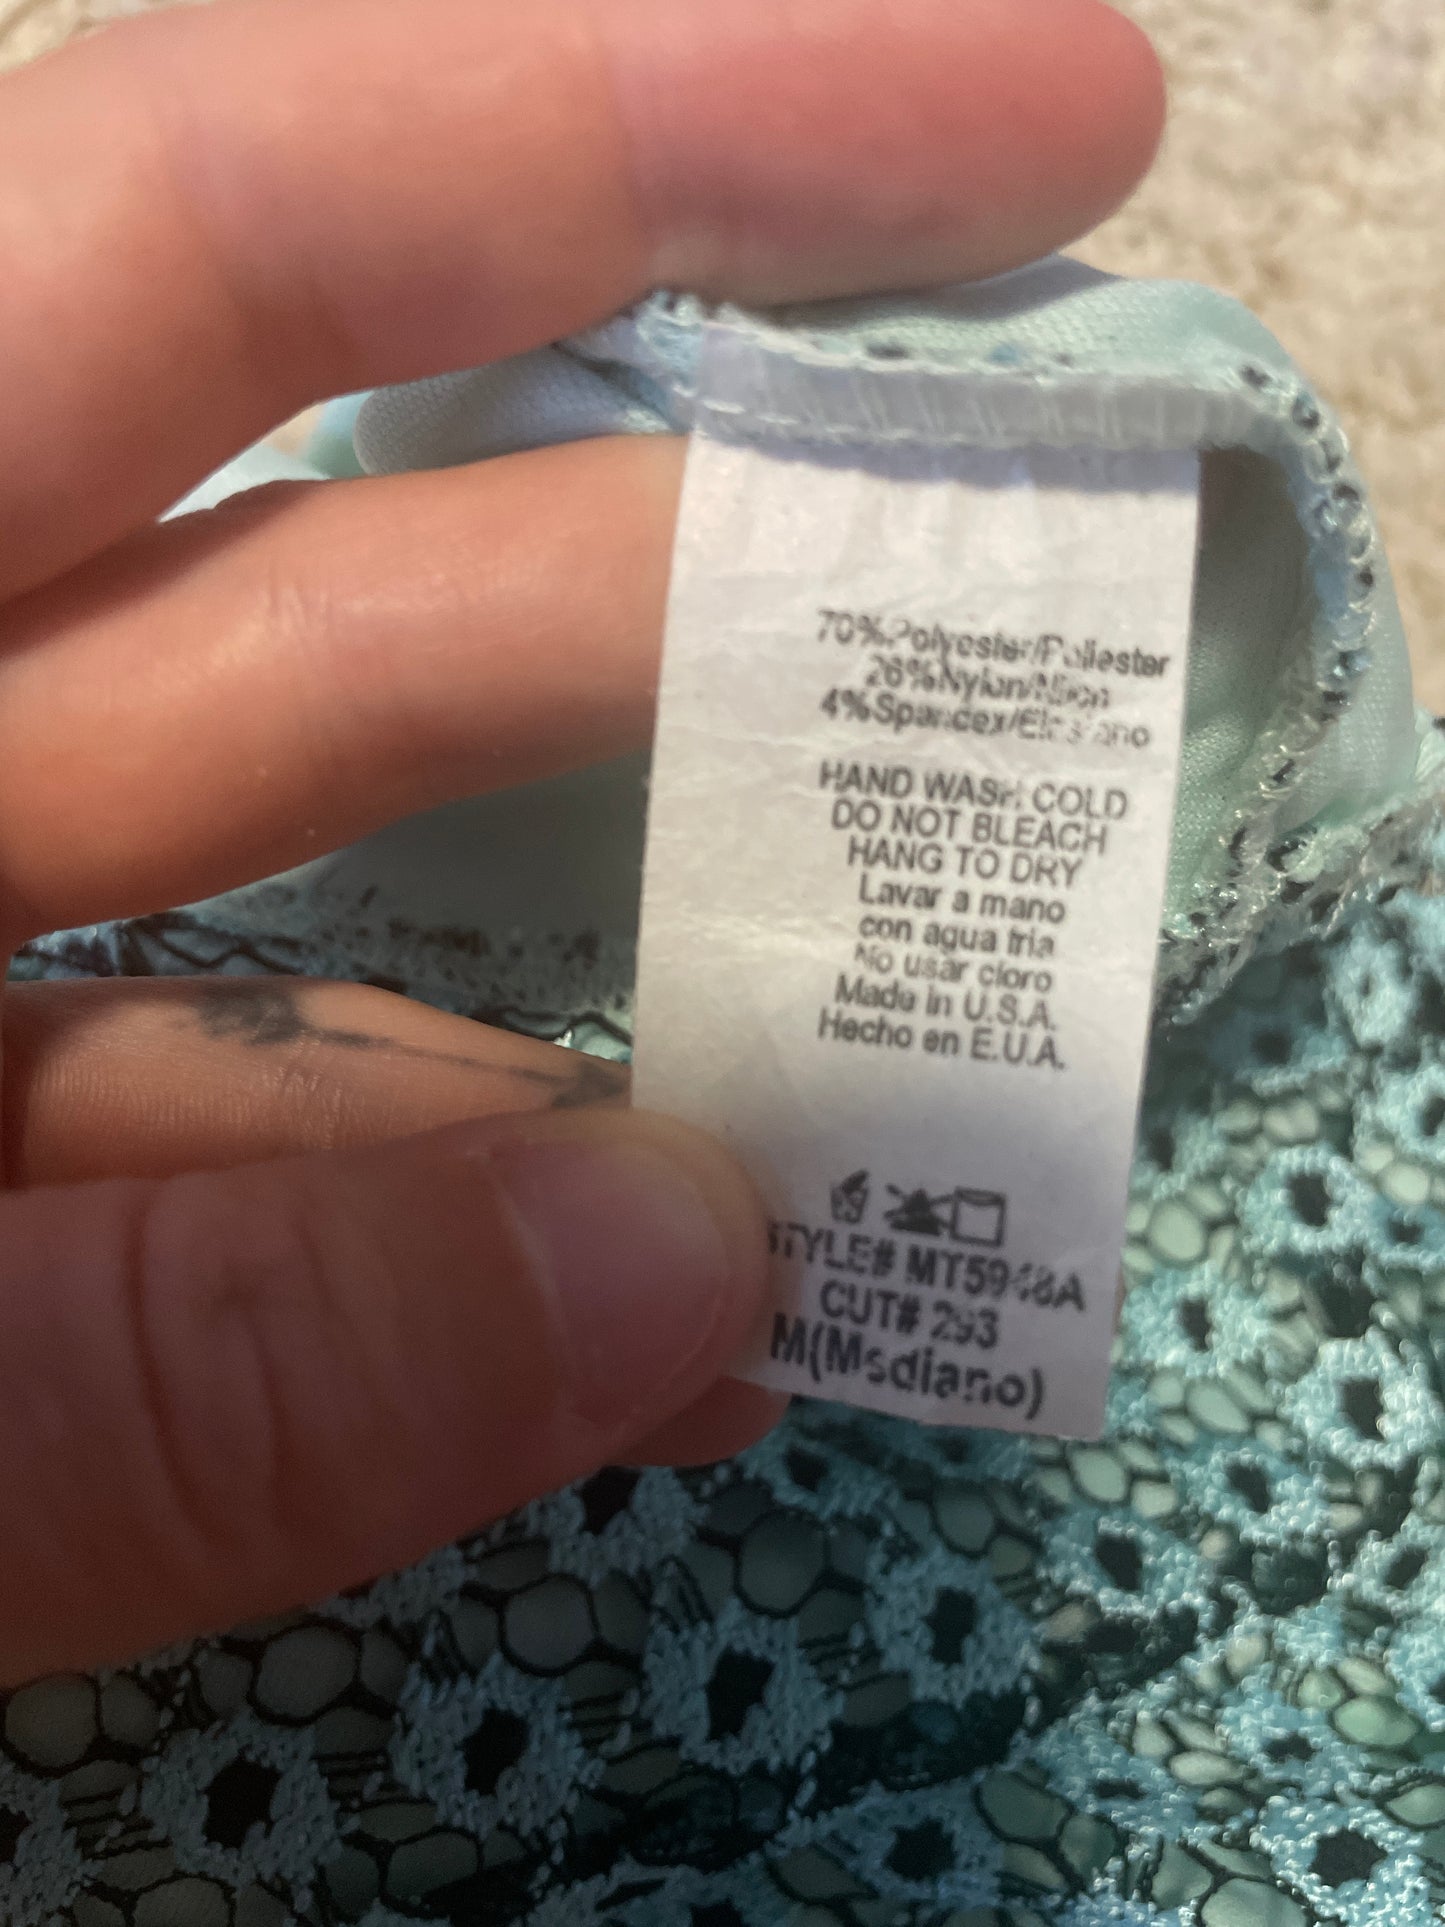 70%Polyester/Poliester
26%Nylon/Nilon
4%Spandex/Elastano
HAND WASH COLD
DO NOT BLEACH
HANG TO DRY
Lavar a mano
con agua fria
No usar cloro
Made in U.S.A.
Hecho en E.U.A.
STYLE# MT5948A
CUT# 293
M(Msdiano)